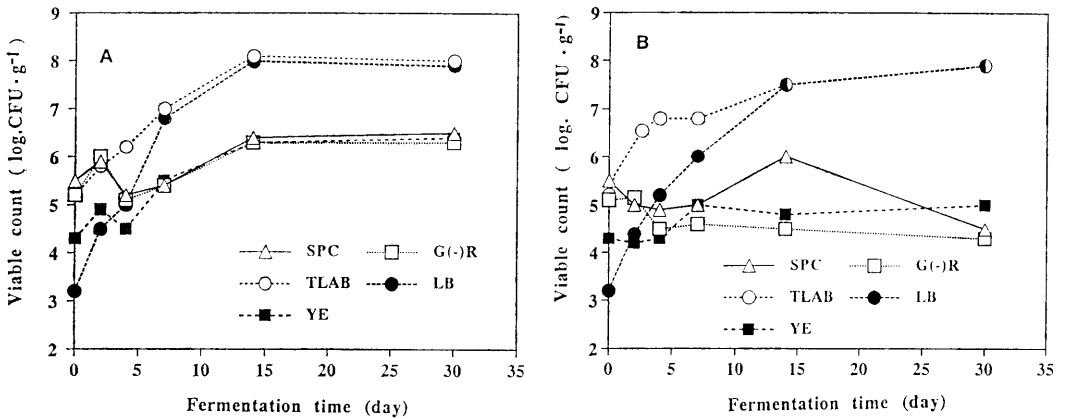 A
Viable count ( log.CFU · g⁻¹ )
9
8
7
6
5
4
3
2
0
5
10
15
20
25
30
35
Fermentation time (day)
SPC
G(-)R
TLAB
LB
YE
B
Viable count ( log. CFU · g⁻¹ )
9
8
7
6
5
4
3
2
0
5
10
15
20
25
30
35
Fermentation time (day)
SPC
G(-)R
TLAB
LB
YE